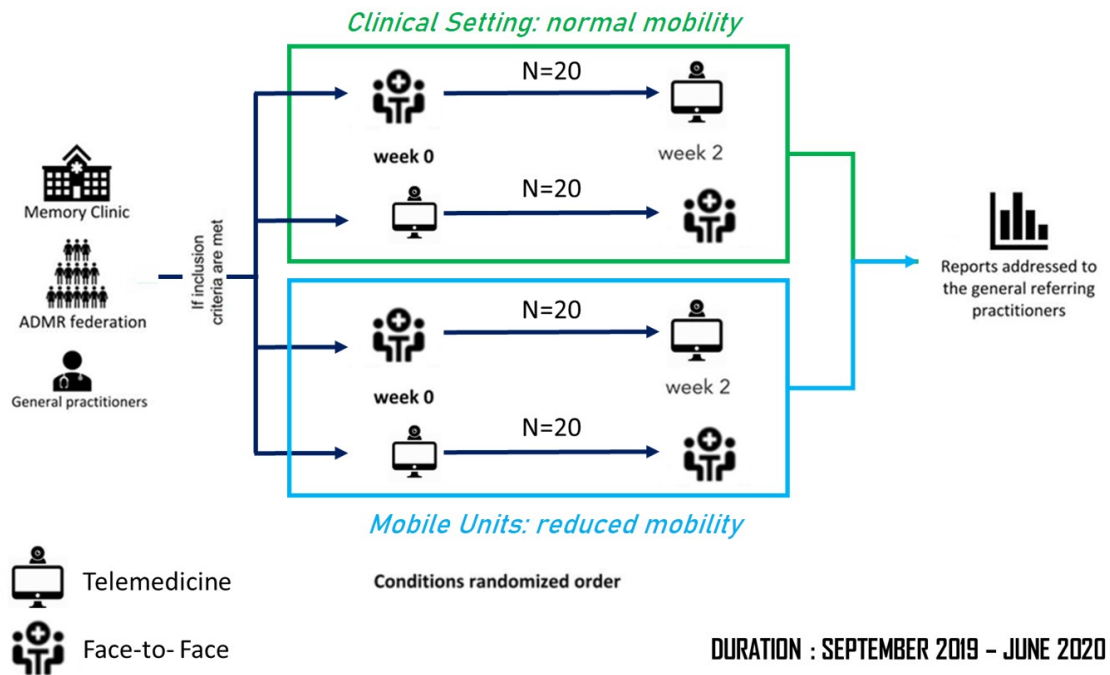 Clinical Setting: normal mobility
N=20
week 0
week 2
N=20
Memory Clinic
ADMR federation
General practitioners
If inclusion
criteria are met
N=20
week 0
week 2
N=20
Reports addressed to
the general referring
practitioners
Mobile Units: reduced mobility
Telemedicine
Conditions randomized order
Face-to- Face
DURATION : SEPTEMBER 2019 – JUNE 2020